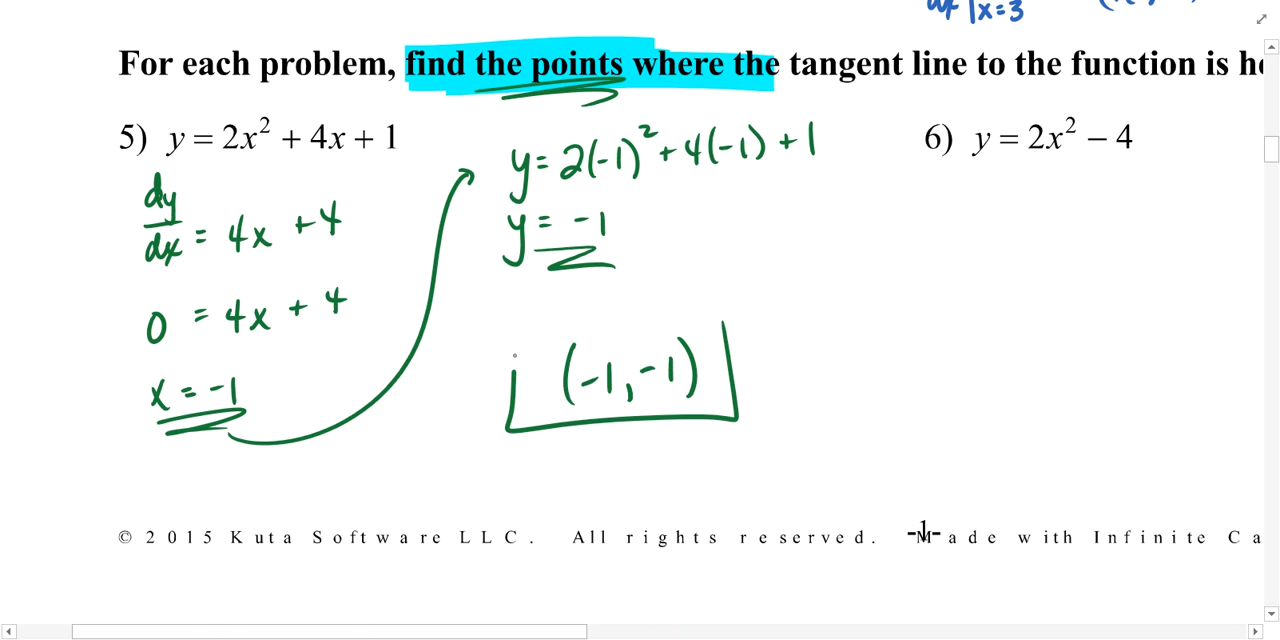 x=3
For each problem, find the points where the tangent line to the function is
5) y = 2x² + 4x + 1
dy/dx = 4x + 4
0 = 4x + 4
x = -1
y = 2(-1)² + 4(-1) + 1
y = -1
(-1, -1)
6) y = 2x² − 4
© 2015 Kuta Software LLC. All rights reserved. -1- Made with Infinite Ca